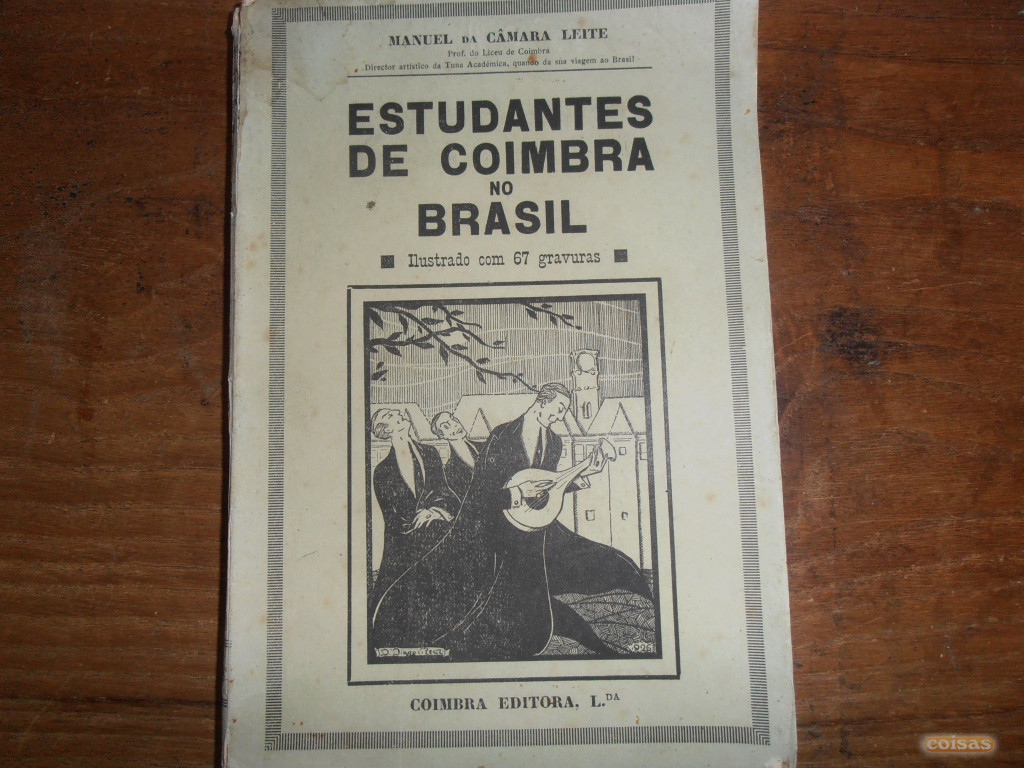 MANUEL DA CÂMARA LEITE
Prof. do Liceu de Coimbra
Director artístico da Tuna Académica, quando da sua viagem ao Brasil
ESTUDANTES
DE COIMBRA
NO
BRASIL
Ilustrado com 67 gravuras
COIMBRA EDITORA, L.DA
coisas